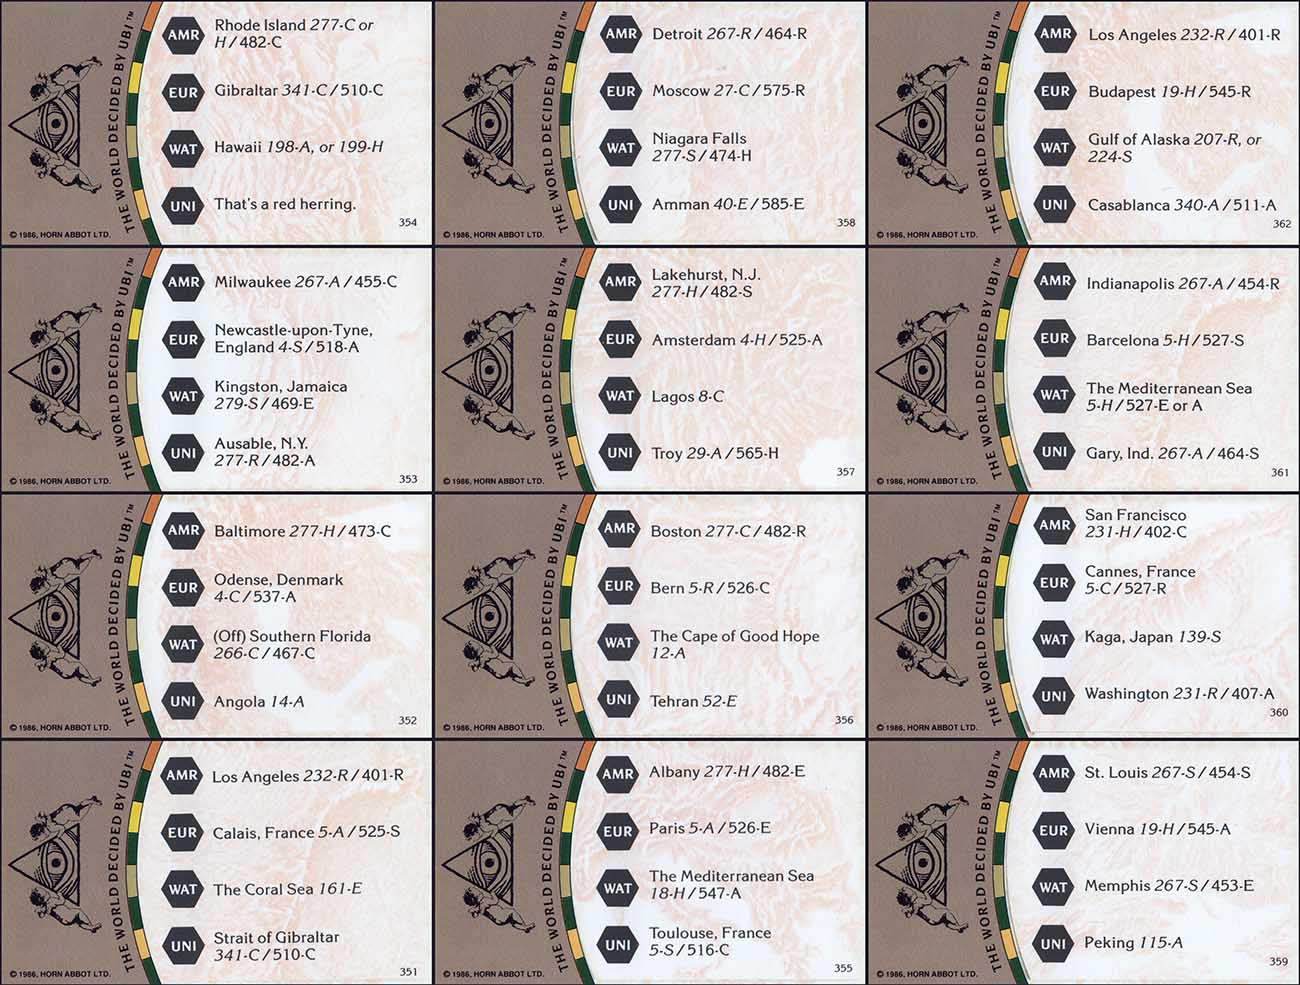 THE WORLD DECIDED BY UBI™
AMR
Rhode Island 277-C or
H / 482-C
EUR
Gibraltar 341-C / 510-C
WAT
Hawaii 198-A, or 199-H
UNI
That's a red herring.
354
© 1986, HORN ABBOT LTD.
THE WORLD DECIDED BY UBI™
AMR
Detroit 267-R / 464-R
EUR
Moscow 27-C / 575-R
WAT
Niagara Falls
277-S / 474-H
UNI
Amman 40-E / 585-E
358
© 1986, HORN ABBOT LTD.
THE WORLD DECIDED BY UBI™
AMR
Los Angeles 232-R / 401-R
EUR
Budapest 19-H / 545-R
WAT
Gulf of Alaska 207-R, or
224-S
UNI
Casablanca 340-A / 511-A
362
© 1986, HORN ABBOT LTD.
THE WORLD DECIDED BY UBI™
AMR
Milwaukee 267-A / 455-C
EUR
Newcastle-upon-Tyne,
England 4-S / 518-A
WAT
Kingston, Jamaica
279-S / 469-E
UNI
Ausable, N.Y.
277-R / 482-A
353
© 1986, HORN ABBOT LTD.
THE WORLD DECIDED BY UBI™
AMR
Lakehurst, N.J.
277-H / 482-S
EUR
Amsterdam 4-H / 525-A
WAT
Lagos 8-C
UNI
Troy 29-A / 565-H
357
© 1986, HORN ABBOT LTD.
THE WORLD DECIDED BY UBI™
AMR
Indianapolis 267-A / 454-R
EUR
Barcelona 5-H / 527-S
WAT
The Mediterranean Sea
5-H / 527-E or A
UNI
Gary, Ind. 267-A / 464-S
361
© 1986, HORN ABBOT LTD.
THE WORLD DECIDED BY UBI™
AMR
Baltimore 277-H / 473-C
EUR
Odense, Denmark
4-C / 537-A
WAT
(Off) Southern Florida
266-C / 467-C
UNI
Angola 14-A
352
© 1986, HORN ABBOT LTD.
THE WORLD DECIDED BY UBI™
AMR
Boston 277-C / 482-R
EUR
Bern 5-R / 526-C
WAT
The Cape of Good Hope
12-A
UNI
Tehran 52-E
356
© 1986, HORN ABBOT LTD.
THE WORLD DECIDED BY UBI™
AMR
San Francisco
231-H / 402-C
EUR
Cannes, France
5-C / 527-R
WAT
Kaga, Japan 139-S
UNI
Washington 231-R / 407-A
360
© 1986, HORN ABBOT LTD.
THE WORLD DECIDED BY UBI™
AMR
Los Angeles 232-R / 401-R
EUR
Calais, France 5-A / 525-S
WAT
The Coral Sea 161-E
UNI
Strait of Gibraltar
341-C / 510-C
351
© 1986, HORN ABBOT LTD.
THE WORLD DECIDED BY UBI™
AMR
Albany 277-H / 482-E
EUR
Paris 5-A / 526-E
WAT
The Mediterranean Sea
18-H / 547-A
UNI
Toulouse, France
5-S / 516-C
355
© 1986, HORN ABBOT LTD.
THE WORLD DECIDED BY UBI™
AMR
St. Louis 267-S / 454-S
EUR
Vienna 19-H / 545-A
WAT
Memphis 267-S / 453-E
UNI
Peking 115-A
359
© 1986, HORN ABBOT LTD.